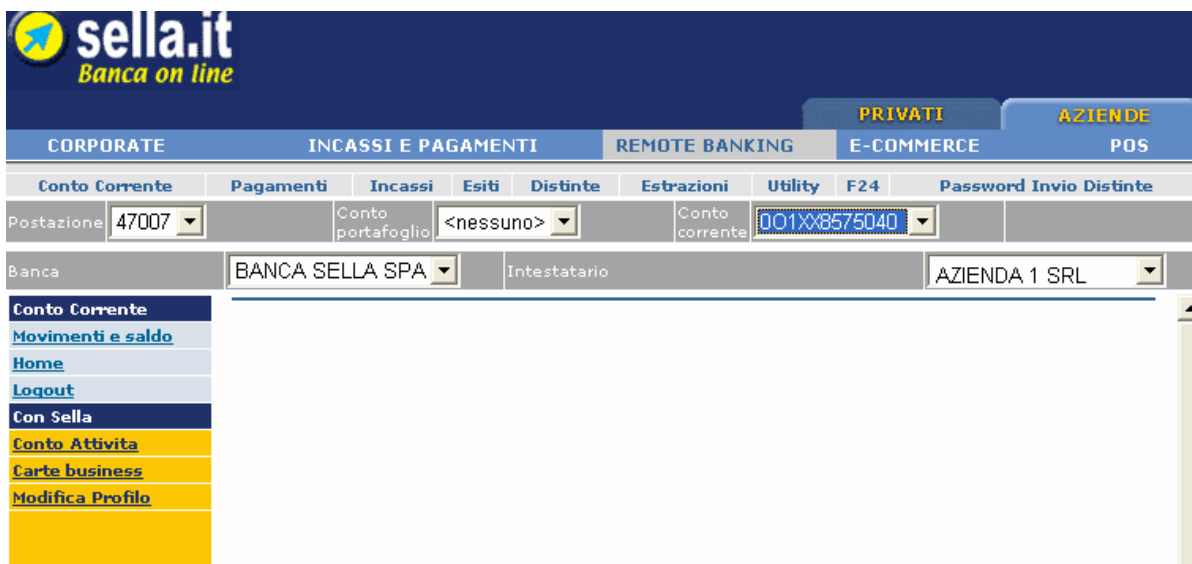 sella.it
Banca on line
PRIVATI AZIENDE
CORPORATE INCASSI E PAGAMENTI REMOTE BANKING E-COMMERCE POS
Conto Corrente Pagamenti Incassi Esiti Distinte Estrazioni Utility F24 Password Invio Distinte
Postazione 47007 Conto portafoglio <nessuno> Conto corrente 0O1XX8575040
Banca BANCA SELLA SPA Intestatario AZIENDA 1 SRL
Conto Corrente
Movimenti e saldo
Home
Logout
Con Sella
Conto Attivita
Carte business
Modifica Profilo